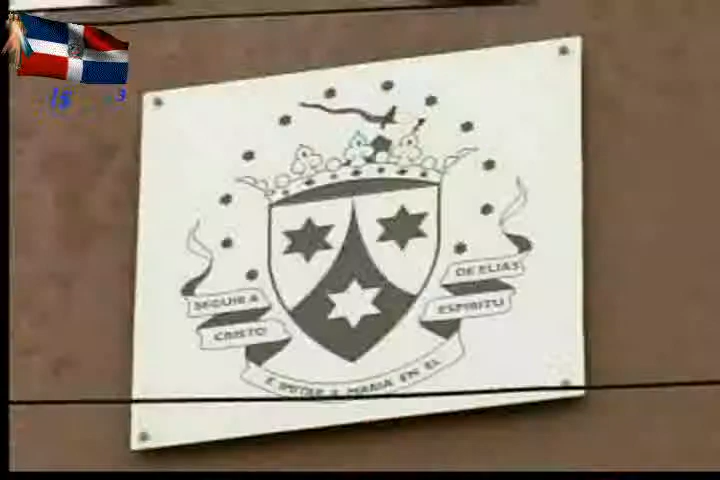 SEGUIR A
CRISTO
E IMITAR A MARIA EN EL
ESPIRITU
DE ELIAS